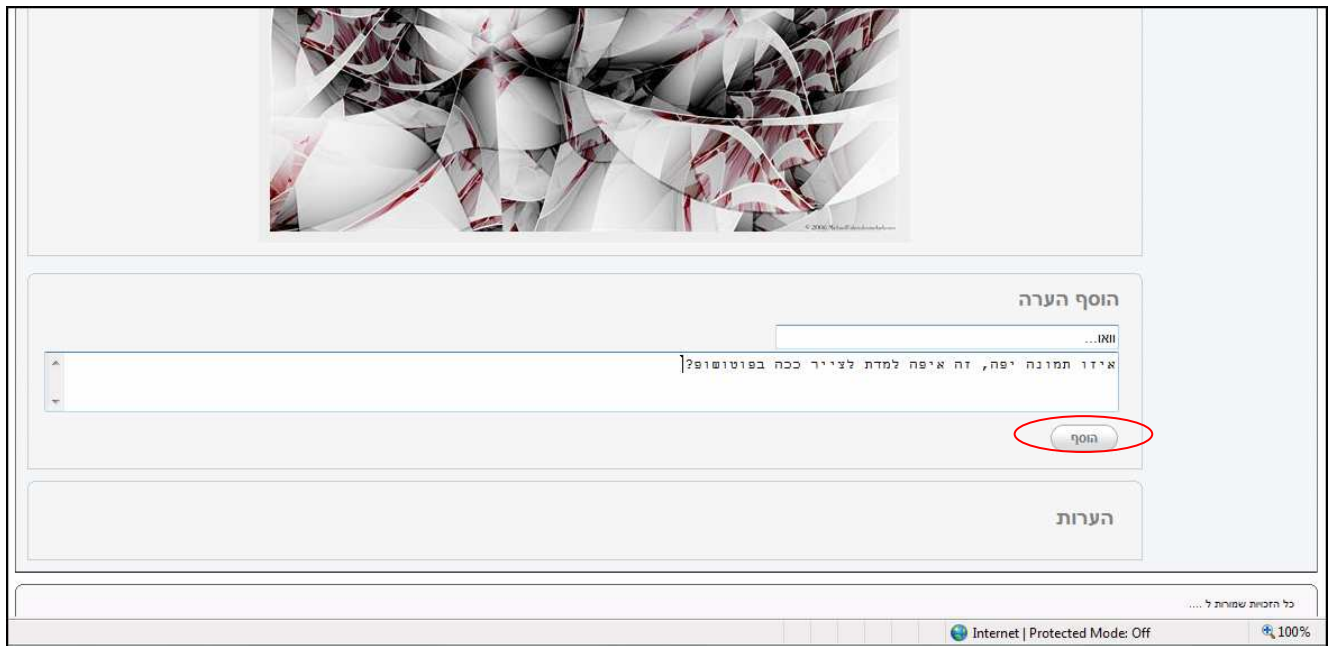 © 2006
הוסף הערה
וואו...
איזו תמונה יפה, זה איפה למדת לצייר ככה בפוטושופ?
הוסף
הערות
כל הזכויות שמורות ל ....
Internet | Protected Mode: Off
100%